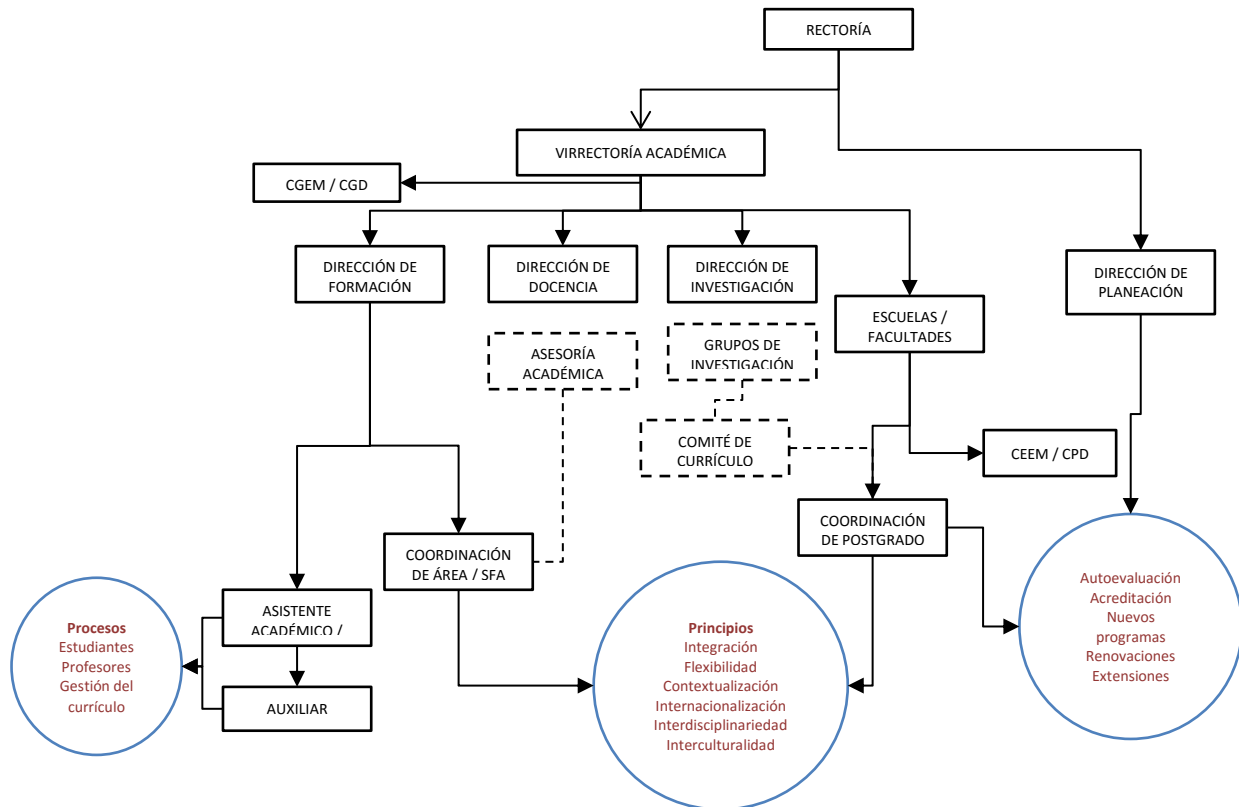 RECTORÍA
VIRRECTORÍA ACADÉMICA
CGEM / CGD
DIRECCIÓN DE
FORMACIÓN
DIRECCIÓN DE
DOCENCIA
DIRECCIÓN DE
INVESTIGACIÓN
DIRECCIÓN DE
PLANEACIÓN
ESCUELAS /
FACULTADES
ASESORÍA
ACADÉMICA
GRUPOS DE
INVESTIGACIÓN
COMITÉ DE
CURRÍCULO
CEEM / CPD
COORDINACIÓN
DE POSTGRADO
COORDINACIÓN
DE ÁREA / SFA
ASISTENTE
ACADÉMICO /
AUXILIAR
Procesos
Estudiantes
Profesores
Gestión del
currículo
Principios
Integración
Flexibilidad
Contextualización
Internacionalización
Interdisciplinariedad
Interculturalidad
Autoevaluación
Acreditación
Nuevos
programas
Renovaciones
Extensiones